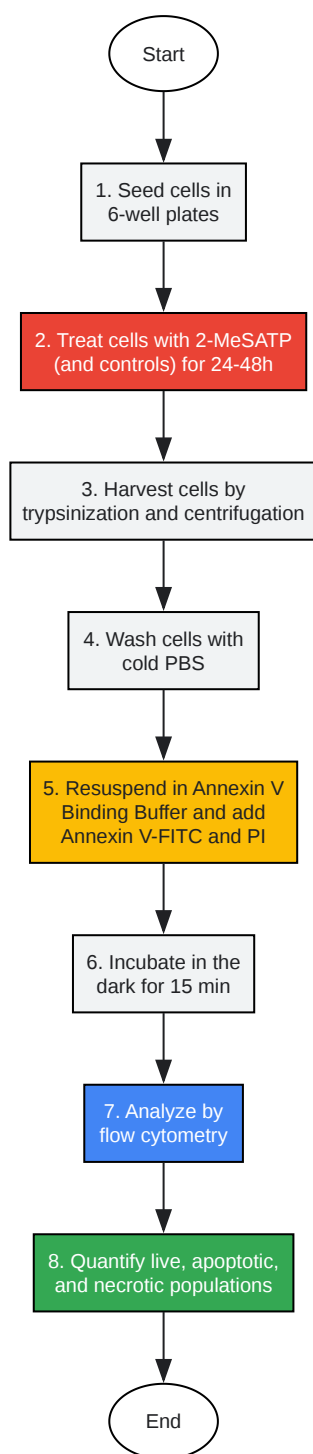 Start
1. Seed cells in
6-well plates
2. Treat cells with 2-MeSATP
(and controls) for 24-48h
3. Harvest cells by
trypsinization and centrifugation
4. Wash cells with
cold PBS
5. Resuspend in Annexin V
Binding Buffer and add
Annexin V-FITC and PI
6. Incubate in the
dark for 15 min
7. Analyze by
flow cytometry
8. Quantify live, apoptotic,
and necrotic populations
End